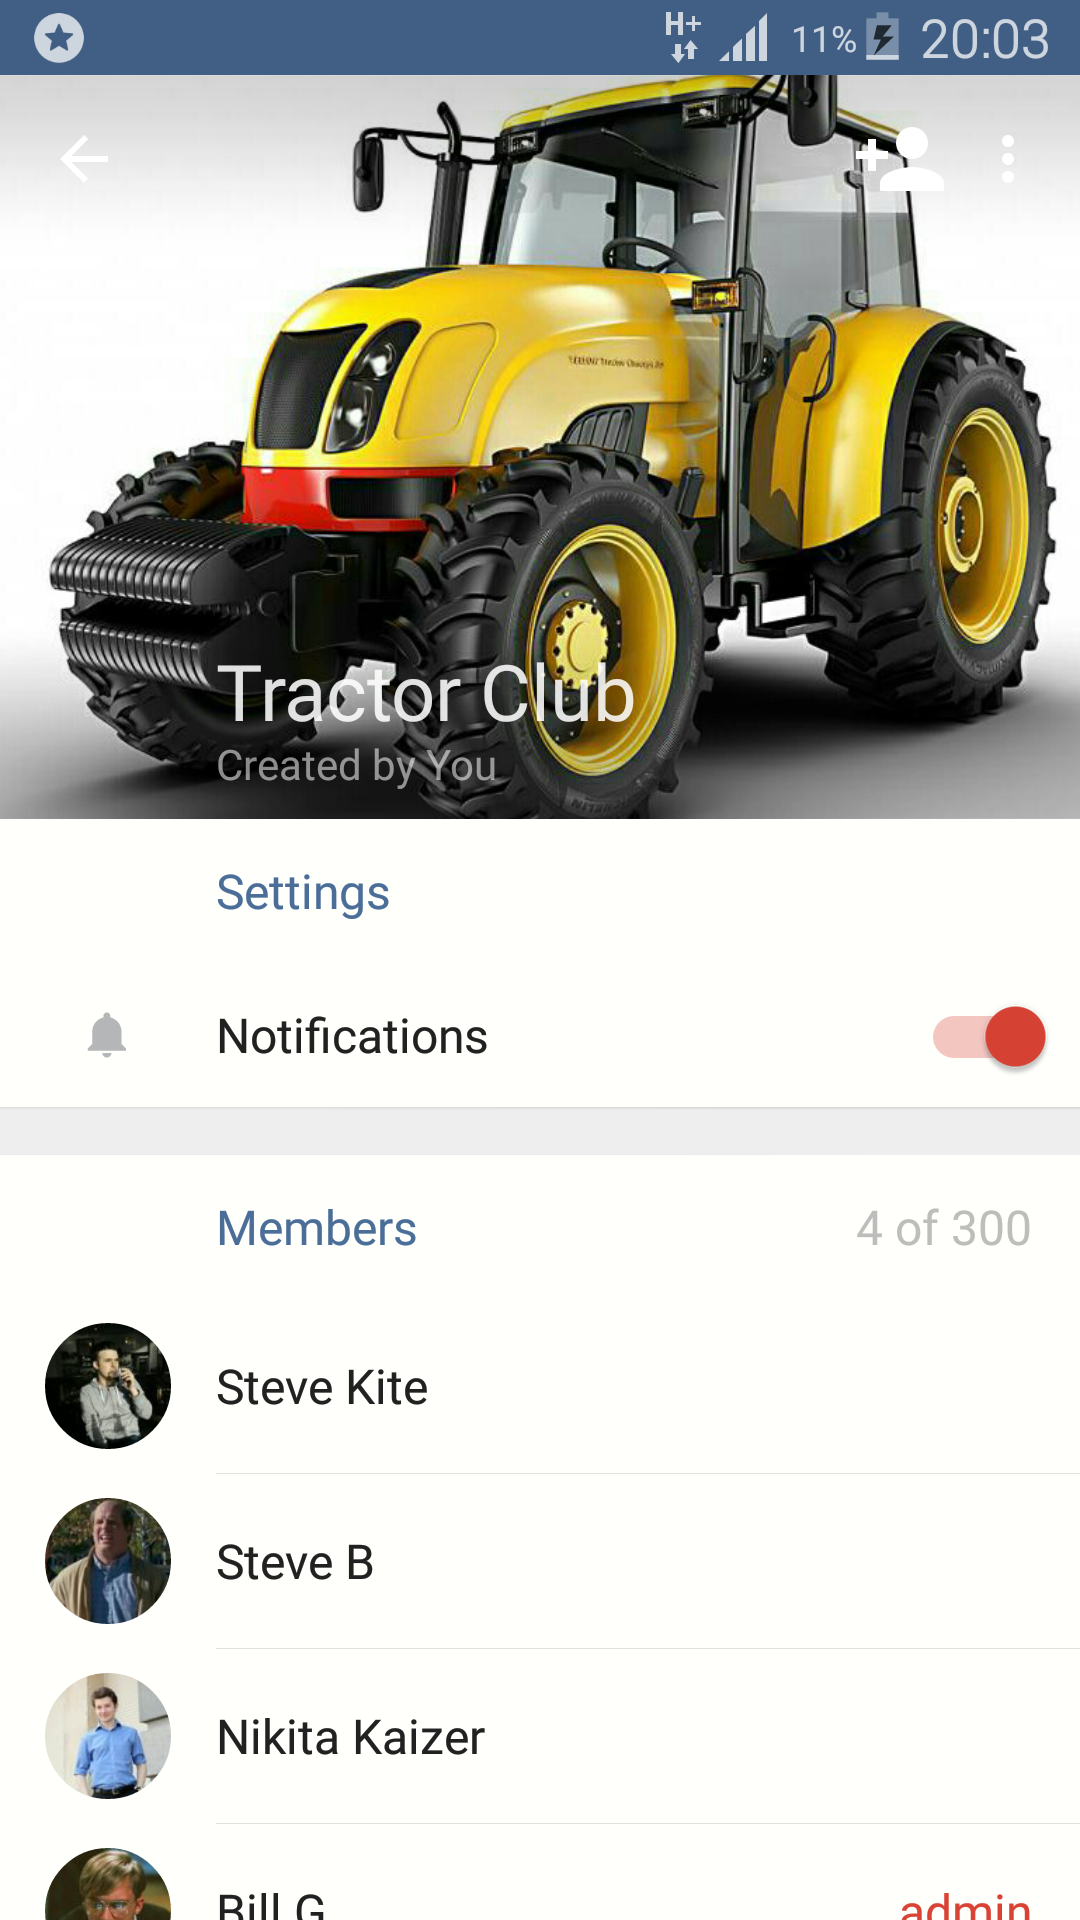 H+ 11% 20:03
Tractor Club
Created by You
Settings
Notifications
Members 4 of 300
Steve Kite
Steve B
Nikita Kaizer
Bill G admin